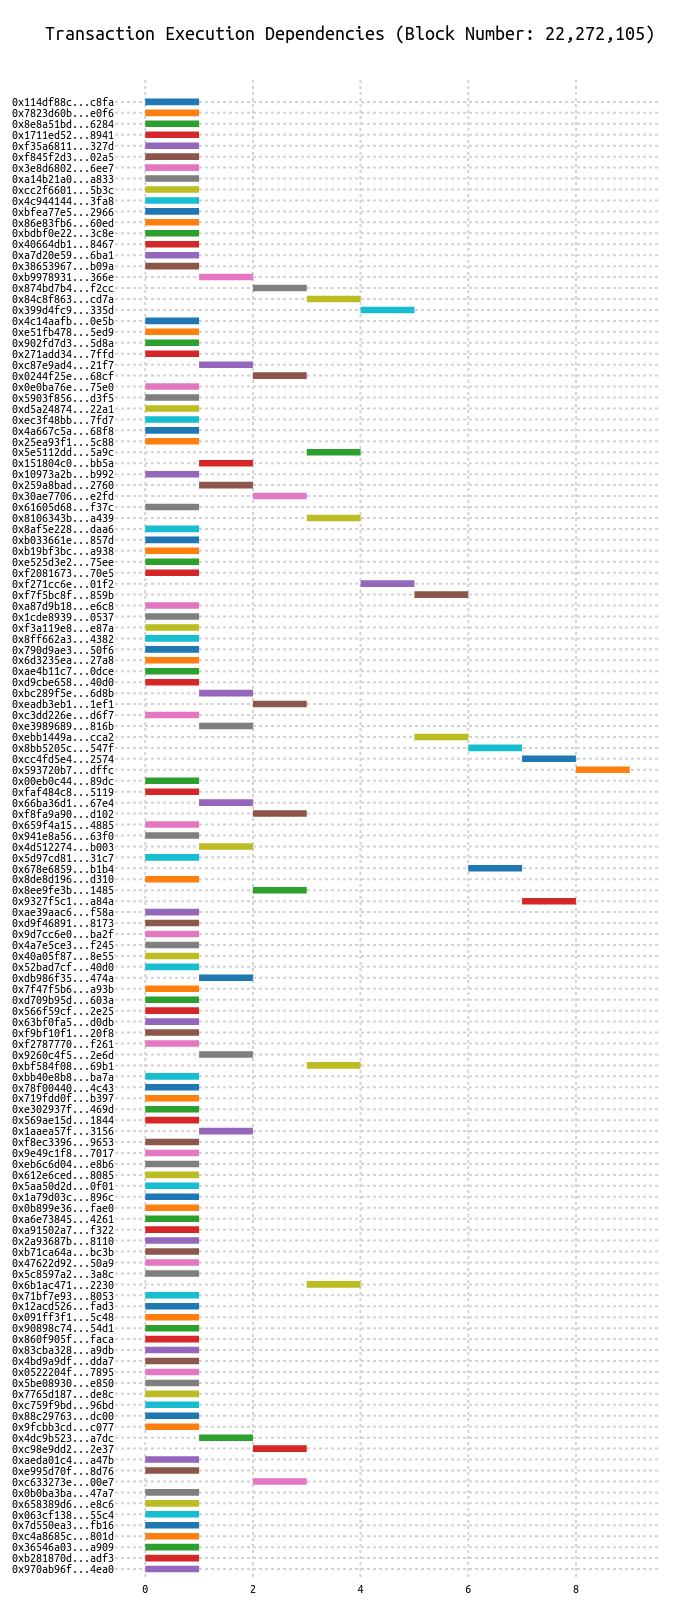 Transaction Execution Dependencies (Block Number: 22,272,105)
0x114df88c...c8fa
0x7823d60b...e0f6
0x8e8a51bd...6284
0x1711ed52...8941
0xf35a6811...327d
0xf845f2d3...02a5
0x3e8d6802...6ee7
0xa14b21a0...a833
0xcc2f6601...5b3c
0x4c944144...3fa8
0xbfea77e5...2966
0x86e83fb6...60ed
0xbdbf0e22...3c8e
0x40664db1...8467
0xa7d20e59...6ba1
0x38653967...b09a
0xb9978931...366e
0x874bd7b4...f2cc
0x84c8f863...cd7a
0x399d4fc9...335d
0x4c14aafb...0e5b
0xe51fb478...5ed9
0x902fd7d3...5d8a
0x271add34...7ffd
0xc87e9ad4...21f7
0x0244f25e...68cf
0x0e0ba76e...75e0
0x5903f856...d3f5
0xd5a24874...22a1
0xec3f48bb...7fd7
0x4a667c5a...68f8
0x25ea93f1...5c88
0x5e5112dd...5a9c
0x151804c0...bb5a
0x10973a2b...b992
0x259a8bad...2760
0x30ae7706...e2fd
0x61605d68...f37c
0x8106343b...a439
0x8af5e228...daa6
0xb033661e...857d
0xb19bf3bc...a938
0xe525d3e2...75ee
0xf2081673...70e5
0xf271cc6e...01f2
0xf7f5bc8f...859b
0xa87d9b18...e6c8
0x1cde8939...0537
0xf3a119e8...e87a
0x8ff662a3...4382
0x790d9ae3...50f6
0x6d3235ea...27a8
0xae4b11c7...0dce
0xd9cbe658...40d0
0xbc289f5e...6d8b
0xeadb3eb1...1ef1
0xc3dd226e...d6f7
0xe3989689...816b
0xebb1449a...cca2
0x8bb5205c...547f
0xcc4fd5e4...2574
0x593720b7...dffc
0x00eb0c44...89dc
0xfaf484c8...5119
0x66ba36d1...67e4
0xf8fa9a90...d102
0x659f4a15...4885
0x941e8a56...63f0
0x4d512274...b003
0x5d97cd81...31c7
0x678e6859...b1b4
0x8de8d196...d310
0x8ee9fe3b...1485
0x9327f5c1...a84a
0xae39aac6...f58a
0xd9f46891...8173
0x9d7cc6e0...ba2f
0x4a7e5ce3...f245
0x40a05f87...8e55
0x52bad7cf...40d0
0xdb986f35...474a
0x7f47f5b6...a93b
0xd709b95d...603a
0x566f59cf...2e25
0x63bf0fa5...d0db
0xf9bf10f1...20f8
0xf2787770...f261
0x9260c4f5...2e6d
0xbf584f08...69b1
0xbb40e8b8...ba7a
0x78f00440...4c43
0x719fdd0f...b397
0xe302937f...469d
0x569ae15d...1844
0x1aaea57f...3156
0xf8ec3396...9653
0x9e49c1f8...7017
0xeb6c6d04...e8b6
0x612e6ced...8085
0x5aa50d2d...0f01
0x1a79d03c...896c
0x0b899e36...fae0
0xa6e73845...4261
0xa91502a7...f322
0x2a93687b...8110
0xb71ca64a...bc3b
0x47622d92...50a9
0x5c8597a2...3a8c
0x6b1ac471...2230
0x71bf7e93...8053
0x12acd526...fad3
0x091ff3f1...5c48
0x90898c74...54d1
0x860f905f...faca
0x83cba328...a9db
0x4bd9a9df...dda7
0x0522204f...7895
0x5be08930...e850
0x7765d187...de8c
0xc759f9bd...96bd
0x88c29763...dc00
0x9fcbb3cd...c077
0x4dc9b523...a7dc
0xc98e9dd2...2e37
0xaeda01c4...a47b
0xe995d70f...8d76
0xc633273e...00e7
0x0b0ba3ba...47a7
0x658389d6...e8c6
0x063cf138...55c4
0x7d550ea3...fb16
0xc4a8685c...801d
0x36546a03...a909
0xb281870d...adf3
0x970ab96f...4ea0
0 2 4 6 8